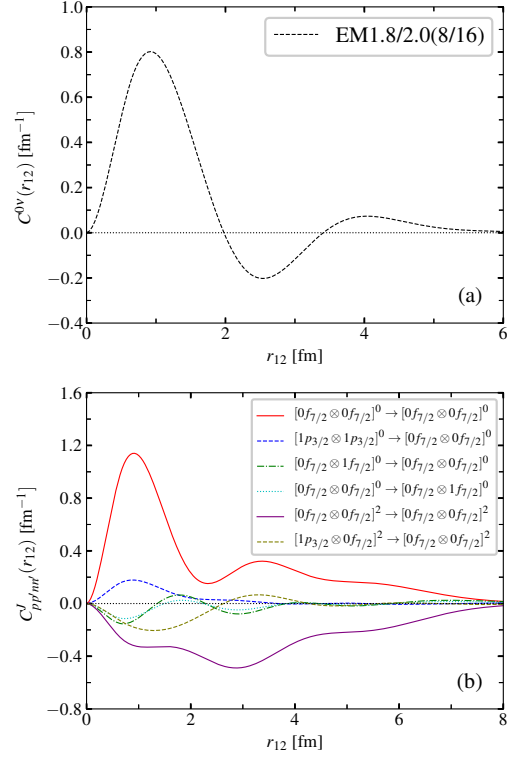 1.0
0.8
0.6
0.4
0.2
0.0
−0.2
−0.4
C^{0ν}(r_{12}) [fm^{−1}]
EM1.8/2.0(8/16)
(a)
0 2 4 6
r_{12} [fm]
1.6
1.2
0.8
0.4
0.0
−0.4
−0.8
C^J_{pp′nn′}(r_{12}) [fm^{−1}]
[0f_{7/2} ⊗ 0f_{7/2}]^0 → [0f_{7/2} ⊗ 0f_{7/2}]^0
[1p_{3/2} ⊗ 1p_{3/2}]^0 → [0f_{7/2} ⊗ 0f_{7/2}]^0
[0f_{7/2} ⊗ 1f_{7/2}]^0 → [0f_{7/2} ⊗ 0f_{7/2}]^0
[0f_{7/2} ⊗ 0f_{7/2}]^0 → [0f_{7/2} ⊗ 1f_{7/2}]^0
[0f_{7/2} ⊗ 0f_{7/2}]^2 → [0f_{7/2} ⊗ 0f_{7/2}]^2
[1p_{3/2} ⊗ 0f_{7/2}]^2 → [0f_{7/2} ⊗ 0f_{7/2}]^2
(b)
0 1 2 3 4 5 6 7 8
r_{12} [fm]